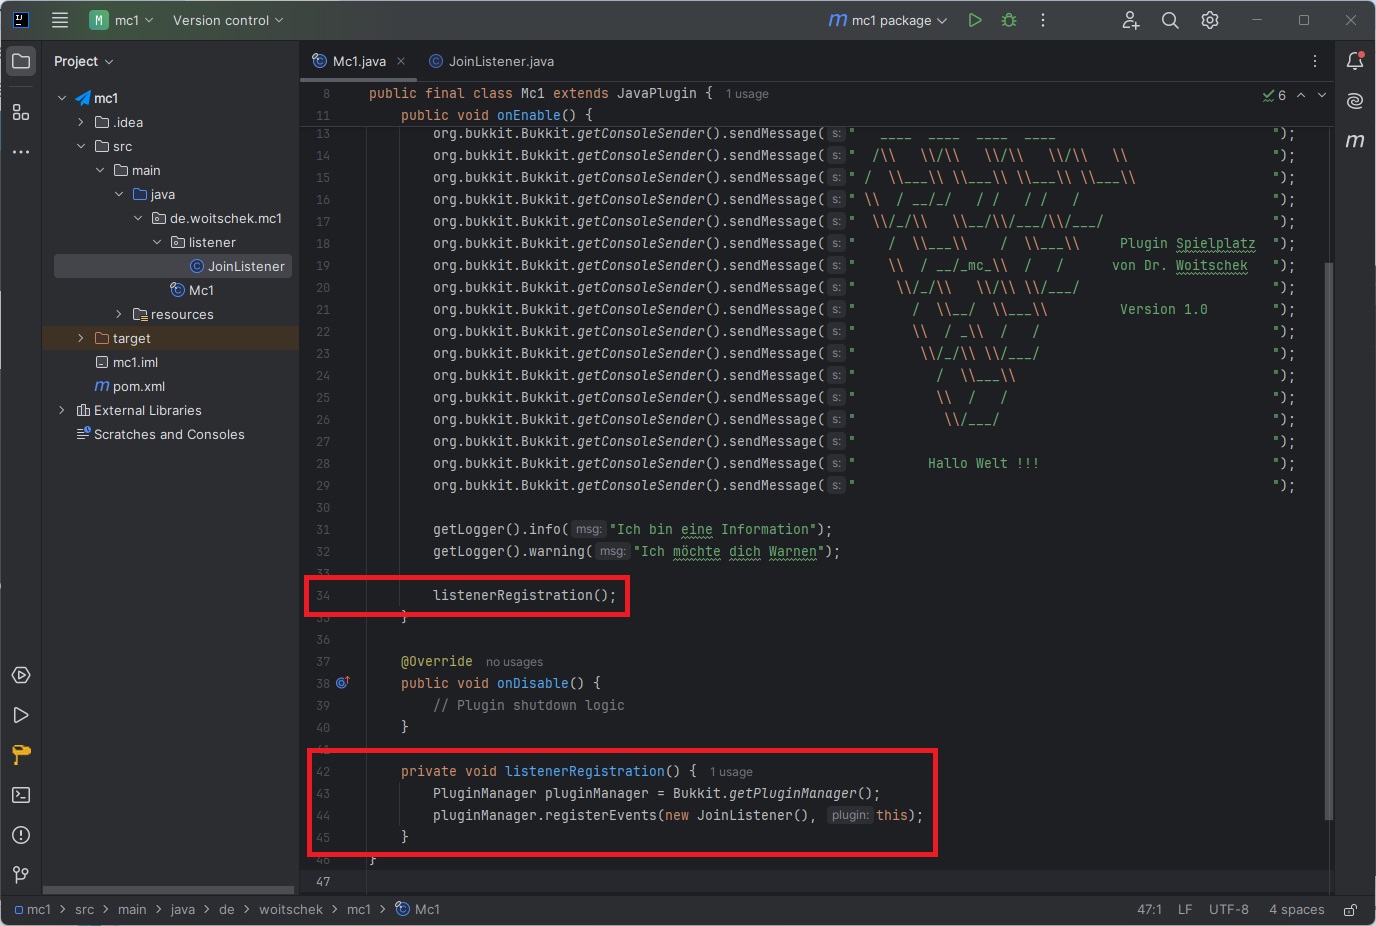 mc1
Version control
mc1 package
Project
Mc1.java
JoinListener.java
mc1
.idea
src
main
java
de.woitschek.mc1
listener
JoinListener
Mc1
resources
target
mc1.iml
pom.xml
External Libraries
Scratches and Consoles
6
8 public final class Mc1 extends JavaPlugin { 1 usage
11 public void onEnable() {
13 org.bukkit.Bukkit.getConsoleSender().sendMessage( s: "   ____  ____  ____  ____                           ");
14 org.bukkit.Bukkit.getConsoleSender().sendMessage( s: "  /\\   \\/\\   \\/\\   \\/\\   \\                  ");
15 org.bukkit.Bukkit.getConsoleSender().sendMessage( s: " /  \\___\\ \\___\\ \\___\\ \\___\\                 ");
16 org.bukkit.Bukkit.getConsoleSender().sendMessage( s: " \\  / __/_/   / /   / /   /                        ");
17 org.bukkit.Bukkit.getConsoleSender().sendMessage( s: "  \\/_/\\   \\__/\\/___/\\/___/                     ");
18 org.bukkit.Bukkit.getConsoleSender().sendMessage( s: "    /  \\___\\    /  \\___\\     Plugin Spielplatz  ");
19 org.bukkit.Bukkit.getConsoleSender().sendMessage( s: "    \\  / __/_mc_\\  /   /      von Dr. Woitschek   ");
20 org.bukkit.Bukkit.getConsoleSender().sendMessage( s: "     \\/_/\\   \\/\\ \\/___/                        ");
21 org.bukkit.Bukkit.getConsoleSender().sendMessage( s: "       /  \\__/  \\___\\         Version 1.0        ");
22 org.bukkit.Bukkit.getConsoleSender().sendMessage( s: "       \\  / _\\  /   /                              ");
23 org.bukkit.Bukkit.getConsoleSender().sendMessage( s: "        \\/_/\\ \\/___/                              ");
24 org.bukkit.Bukkit.getConsoleSender().sendMessage( s: "          /  \\___\\                                 ");
25 org.bukkit.Bukkit.getConsoleSender().sendMessage( s: "          \\  /   /                                  ");
26 org.bukkit.Bukkit.getConsoleSender().sendMessage( s: "           \\/___/                                   ");
27 org.bukkit.Bukkit.getConsoleSender().sendMessage( s: "                                                    ");
28 org.bukkit.Bukkit.getConsoleSender().sendMessage( s: "         Hallo Welt !!!                             ");
29 org.bukkit.Bukkit.getConsoleSender().sendMessage( s: "                                                    ");
30
31 getLogger().info( msg: "Ich bin eine Information");
32 getLogger().warning( msg: "Ich möchte dich Warnen");
33
34 listenerRegistration();
35 }
36
37 @Override no usages
38 public void onDisable() {
39 // Plugin shutdown logic
40 }
41
42 private void listenerRegistration() { 1 usage
43 PluginManager pluginManager = Bukkit.getPluginManager();
44 pluginManager.registerEvents(new JoinListener(), plugin: this);
45 }
46 }
47
mc1 > src > main > java > de > woitschek > mc1 > Mc1
47:1 LF UTF-8 4 spaces